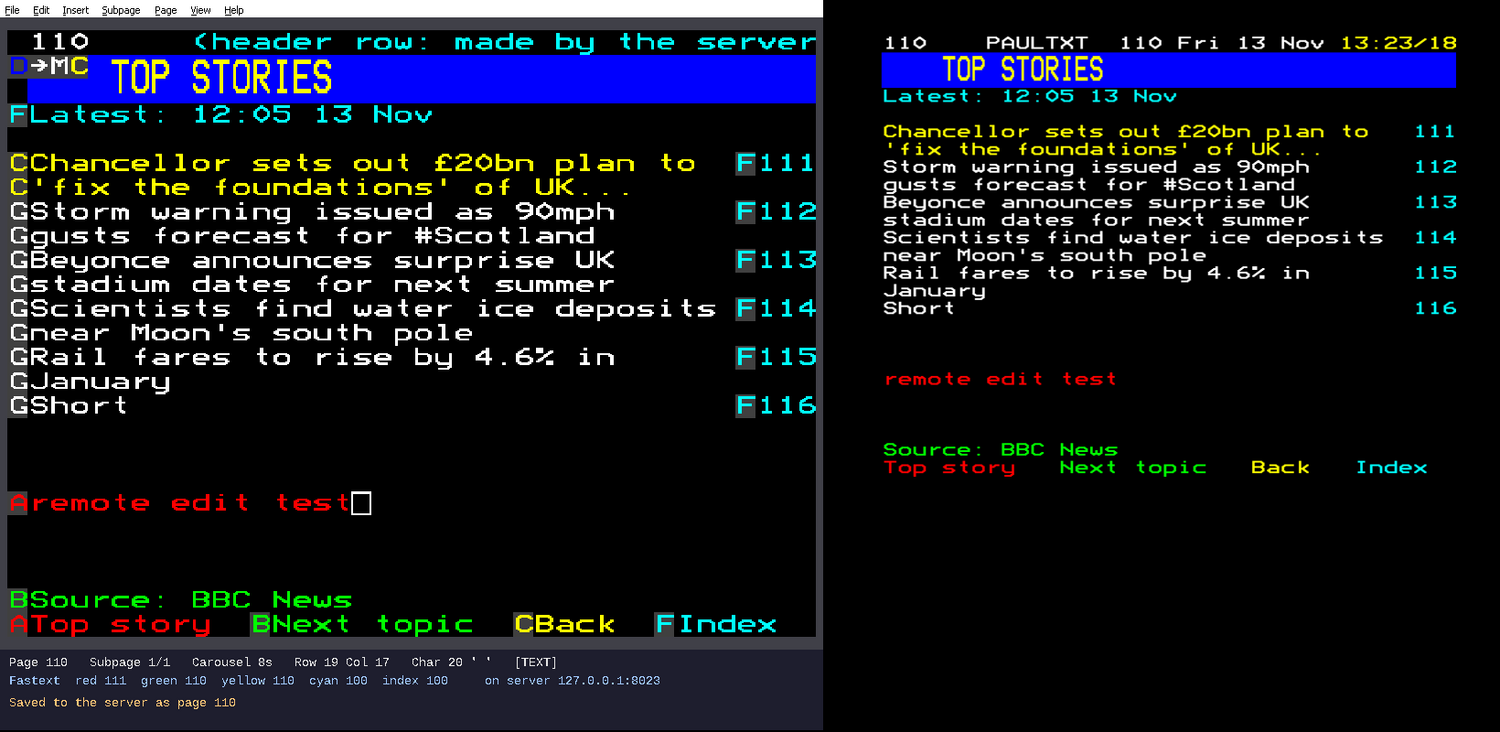 File Edit Insert Subpage Page View Help
110 (header row: made by the server
D→MC TOP STORIES
FLatest: 12:05 13 Nov
CChancellor sets out £20bn plan to F111
C'fix the foundations' of UK...
GStorm warning issued as 90mph F112
Ggusts forecast for #Scotland
GBeyonce announces surprise UK F113
Gstadium dates for next summer
GScientists find water ice deposits F114
Gnear Moon's south pole
GRail fares to rise by 4.6% in F115
GJanuary
GShort F116
Aremote edit test
BSource: BBC News
ATop story BNext topic CBack FIndex
Page 110 Subpage 1/1 Carousel 8s Row 19 Col 17 Char 20 ' ' [TEXT]
Fastext red 111 green 110 yellow 110 cyan 100 index 100 on server 127.0.0.1:8023
Saved to the server as page 110
110 PAULTXT 110 Fri 13 Nov 13:23/18
TOP STORIES
Latest: 12:05 13 Nov
Chancellor sets out £20bn plan to 111
'fix the foundations' of UK...
Storm warning issued as 90mph 112
gusts forecast for #Scotland
Beyonce announces surprise UK 113
stadium dates for next summer
Scientists find water ice deposits 114
near Moon's south pole
Rail fares to rise by 4.6% in 115
January
Short 116
remote edit test
Source: BBC News
Top story Next topic Back Index